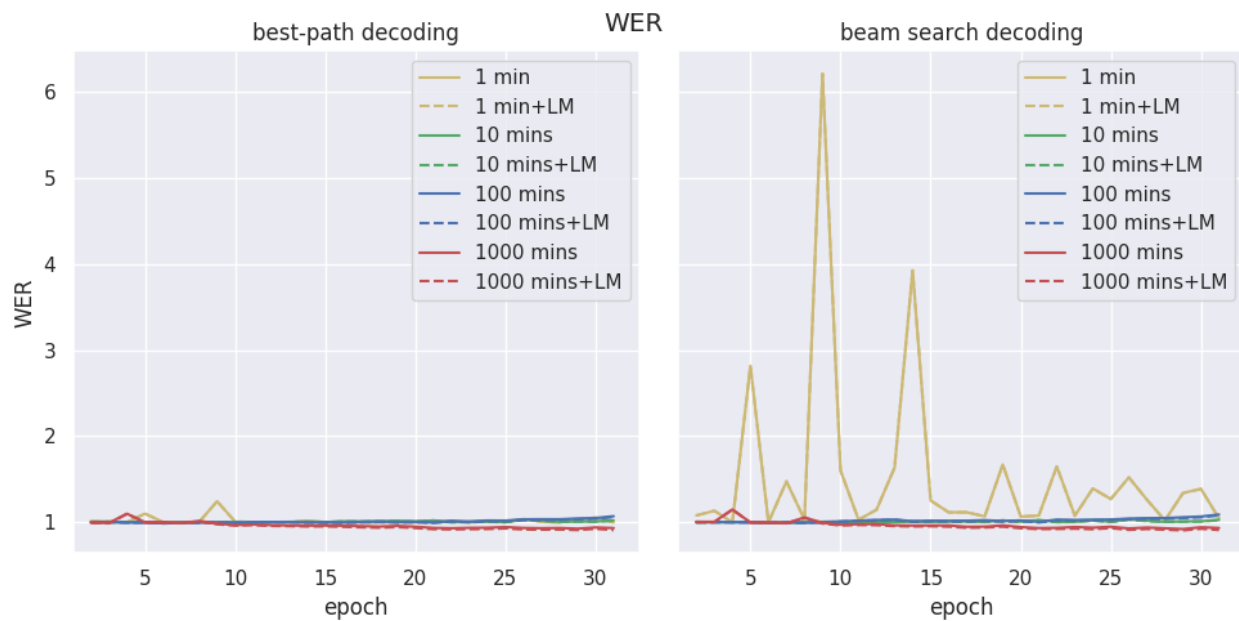 WER
best-path decoding
1 min
1 min+LM
10 mins
10 mins+LM
100 mins
100 mins+LM
1000 mins
1000 mins+LM
6
5
4
3
2
1
WER
5 10 15 20 25 30
epoch
beam search decoding
1 min
1 min+LM
10 mins
10 mins+LM
100 mins
100 mins+LM
1000 mins
1000 mins+LM
5 10 15 20 25 30
epoch